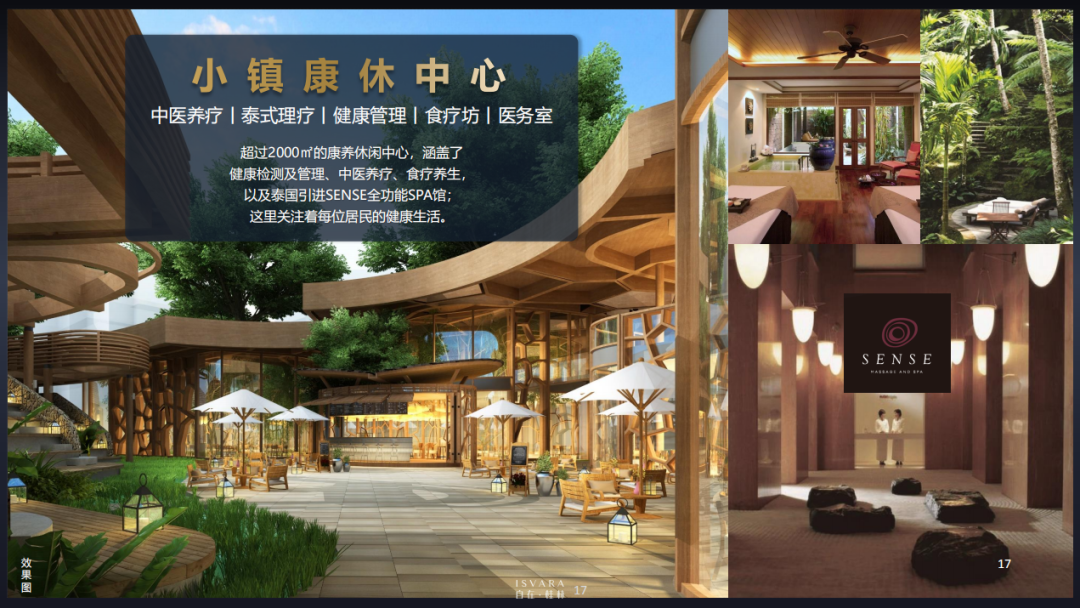 小镇康休中心
中医养疗丨泰式理疗丨健康管理丨食疗坊丨医务室
超过2000㎡的康养休闲中心，涵盖了
健康检测及管理、中医养疗、食疗养生，
以及泰国引进SENSE全功能SPA馆；
这里关注着每位居民的健康生活。
SENSE
MASSAGE AND SPA
效果图
ISVARA
17
17